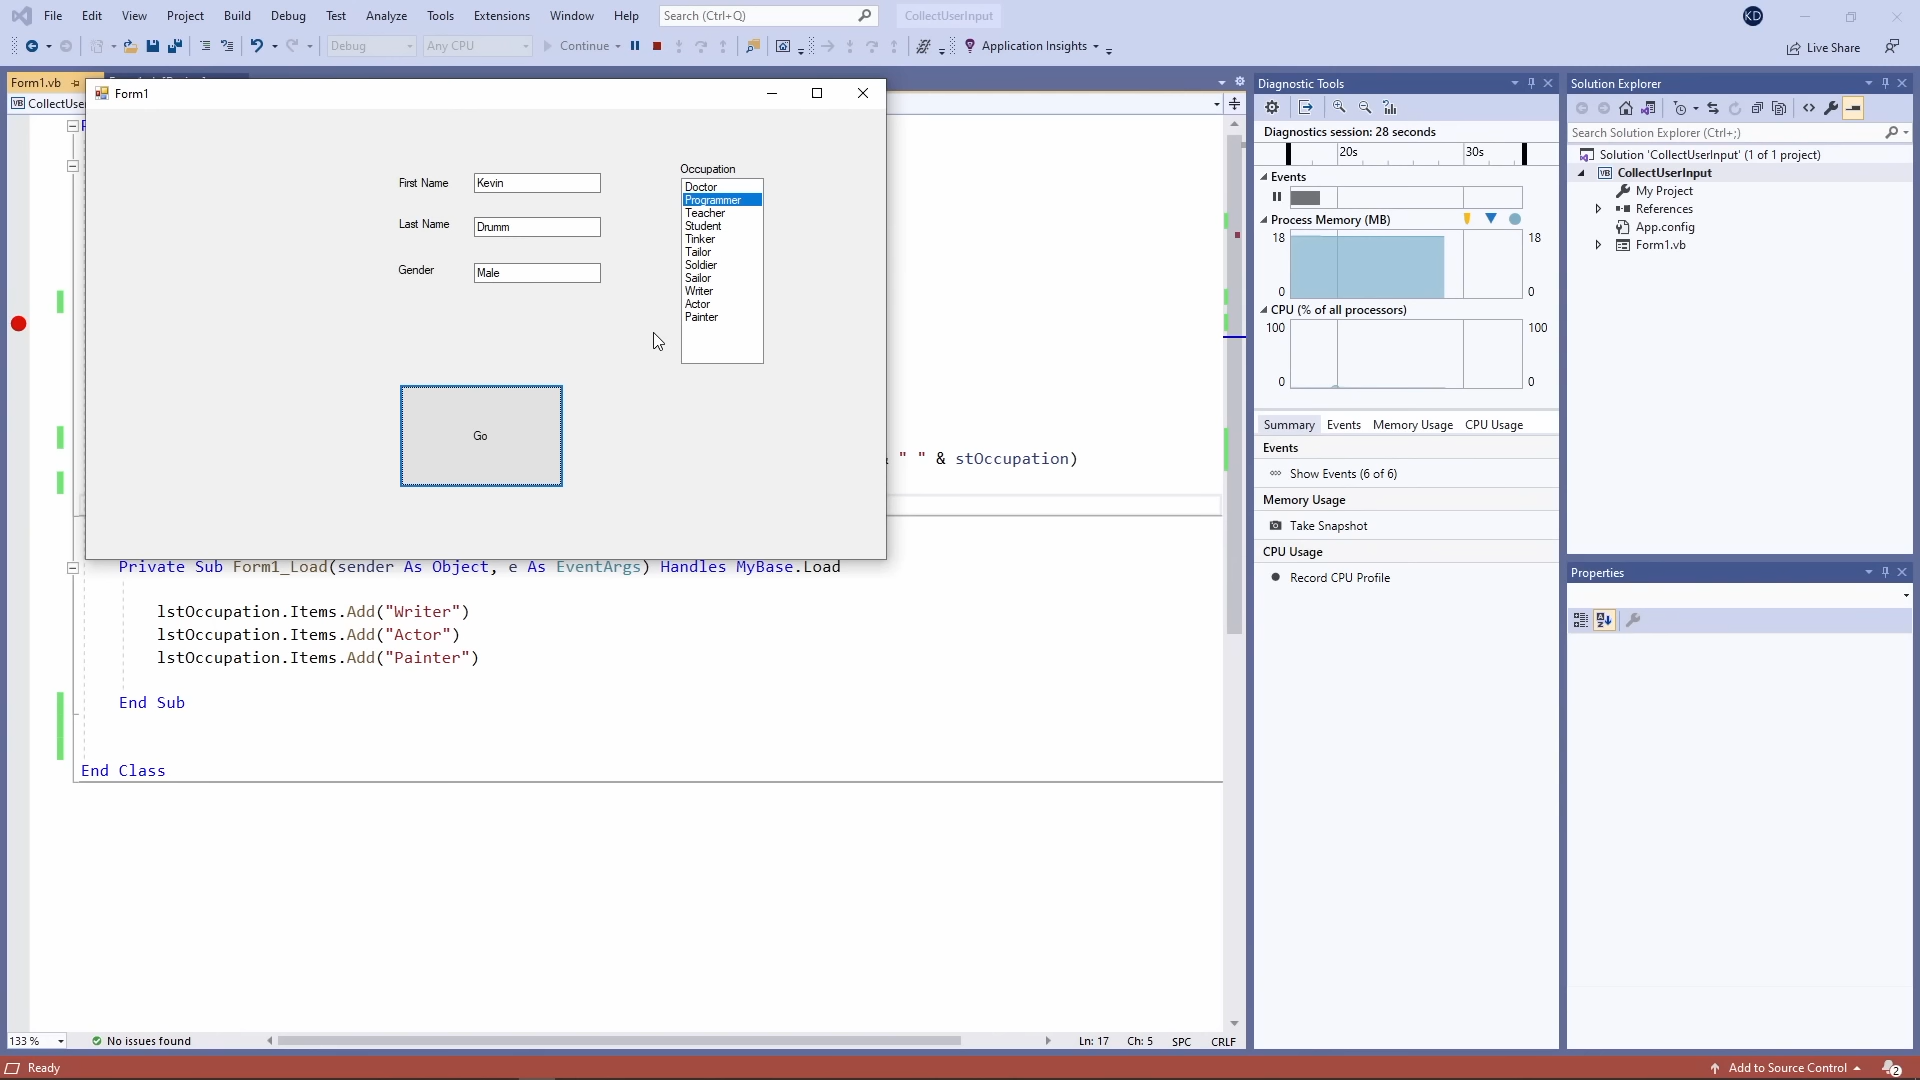 File Edit View Project Build Debug Test Analyze Tools Extensions Window Help Search (Ctrl+Q) CollectUserInput KD
Debug Any CPU Continue Application Insights Live Share
Form1.vb
CollectUse
Form1
First Name Kevin
Last Name Drumm
Gender Male
Occupation
Doctor
Programmer
Teacher
Student
Tinker
Tailor
Soldier
Sailor
Writer
Actor
Painter
Go
" " & stOccupation)
Private Sub Form1_Load(sender As Object, e As EventArgs) Handles MyBase.Load
lstOccupation.Items.Add("Writer")
lstOccupation.Items.Add("Actor")
lstOccupation.Items.Add("Painter")
End Sub
End Class
133 % No issues found Ln: 17 Ch: 5 SPC CRLF
Diagnostic Tools
Diagnostics session: 28 seconds
20s 30s
Events
Process Memory (MB)
18 18
0 0
CPU (% of all processors)
100 100
0 0
Summary Events Memory Usage CPU Usage
Events
Show Events (6 of 6)
Memory Usage
Take Snapshot
CPU Usage
Record CPU Profile
Solution Explorer
Search Solution Explorer (Ctrl+;)
Solution 'CollectUserInput' (1 of 1 project)
VB CollectUserInput
My Project
References
App.config
Form1.vb
Properties
Ready Add to Source Control 2